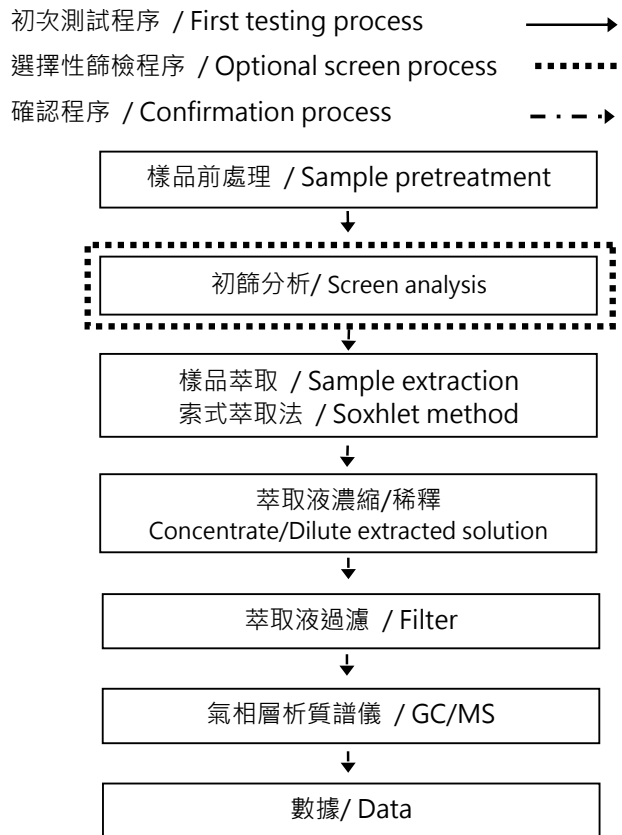 初次測試程序 / First testing process
選擇性篩檢程序 / Optional screen process
確認程序 / Confirmation process
樣品前處理 / Sample pretreatment
初篩分析/ Screen analysis
樣品萃取 / Sample extraction
索式萃取法 / Soxhlet method
萃取液濃縮/稀釋
Concentrate/Dilute extracted solution
萃取液過濾 / Filter
氣相層析質譜儀 / GC/MS
數據/ Data